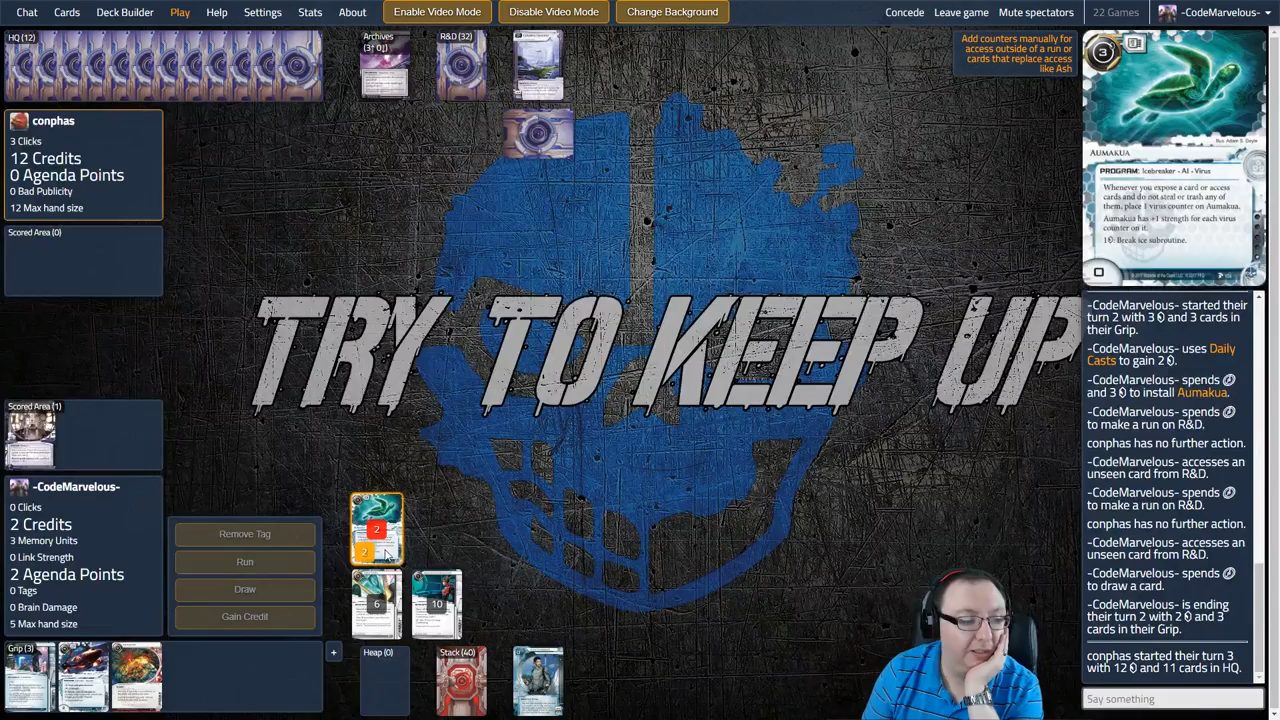 Chat Cards Deck Builder Play Help Settings Stats About
Enable Video Mode
Disable Video Mode
Change Background
Concede Leave game Mute spectators 22 Games -CodeMarvelous-
HQ (12)
Archives
(3↑ 0↓)
R&D (32)
Add counters manually for
access outside of a run or
cards that replace access
like Ash
conphas
3 Clicks
12 Credits
0 Agenda Points
0 Bad Publicity
12 Max hand size
Scored Area (0)
TRY TO KEEP UP
Scored Area (1)
-CodeMarvelous-
0 Clicks
2 Credits
3 Memory Units
0 Link Strength
2 Agenda Points
0 Tags
0 Brain Damage
5 Max hand size
Remove Tag
Run
Draw
Gain Credit
2
2
6
10
Grip (3)
+
Heap (0)
Stack (40)
3
Illus. Adam S. Doyle
AUMAKUA
PROGRAM: Icebreaker - AI - Virus
Whenever you expose a card or access
cards and do not steal or trash any of
them, place 1 virus counter on Aumakua.
Aumakua has +1 strength for each virus
counter on it.
1: Break ice subroutine.
-CodeMarvelous- started their
turn 2 with 3 and 3 cards in
their Grip.
-CodeMarvelous- uses Daily
Casts to gain 2.
-CodeMarvelous- spends
and 3 to install Aumakua.
-CodeMarvelous- spends
to make a run on R&D.
conphas has no further action.
-CodeMarvelous- accesses an
unseen card from R&D.
-CodeMarvelous- spends
to make a run on R&D.
conphas has no further action.
-CodeMarvelous- accesses an
unseen card from R&D.
-CodeMarvelous- spends
to draw a card.
-CodeMarvelous- is ending
their turn 2 with 2 and 3
cards in their Grip.
conphas started their turn 3
with 12 and 11 cards in HQ.
Say something